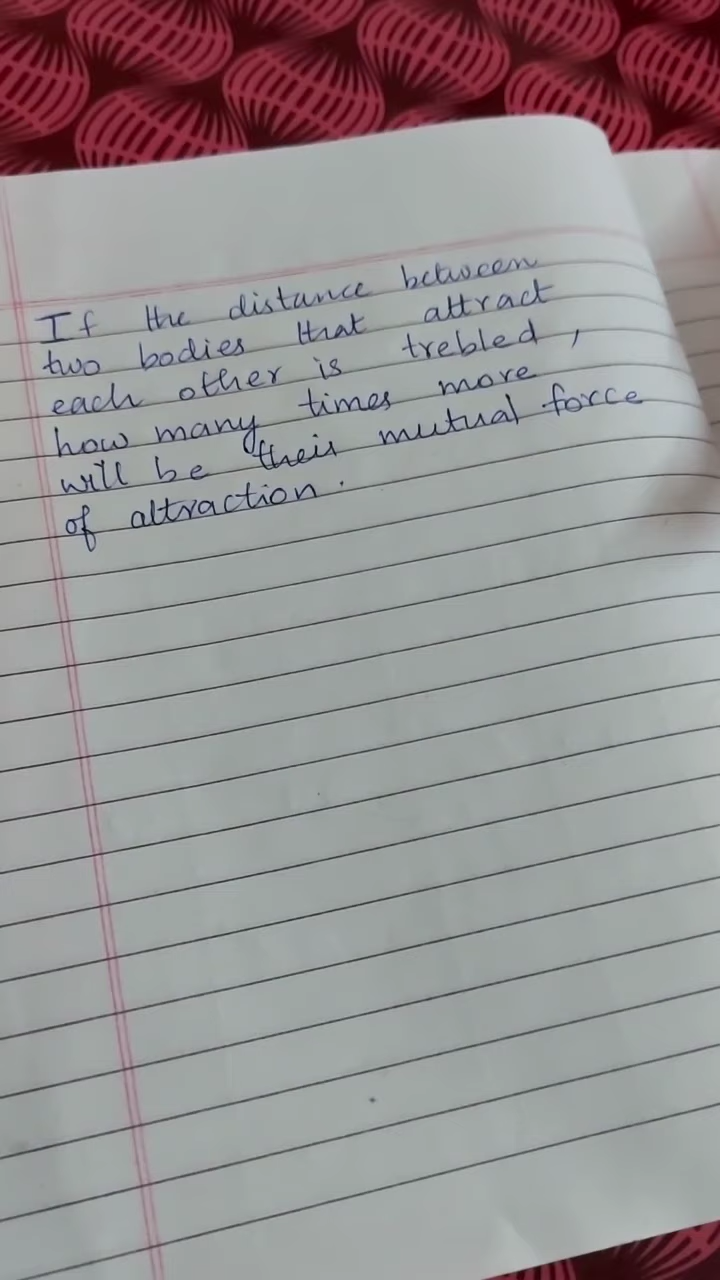 If the distance between
two bodies that attract
each other is trebled,
how many times more
will be their mutual force
of attraction.